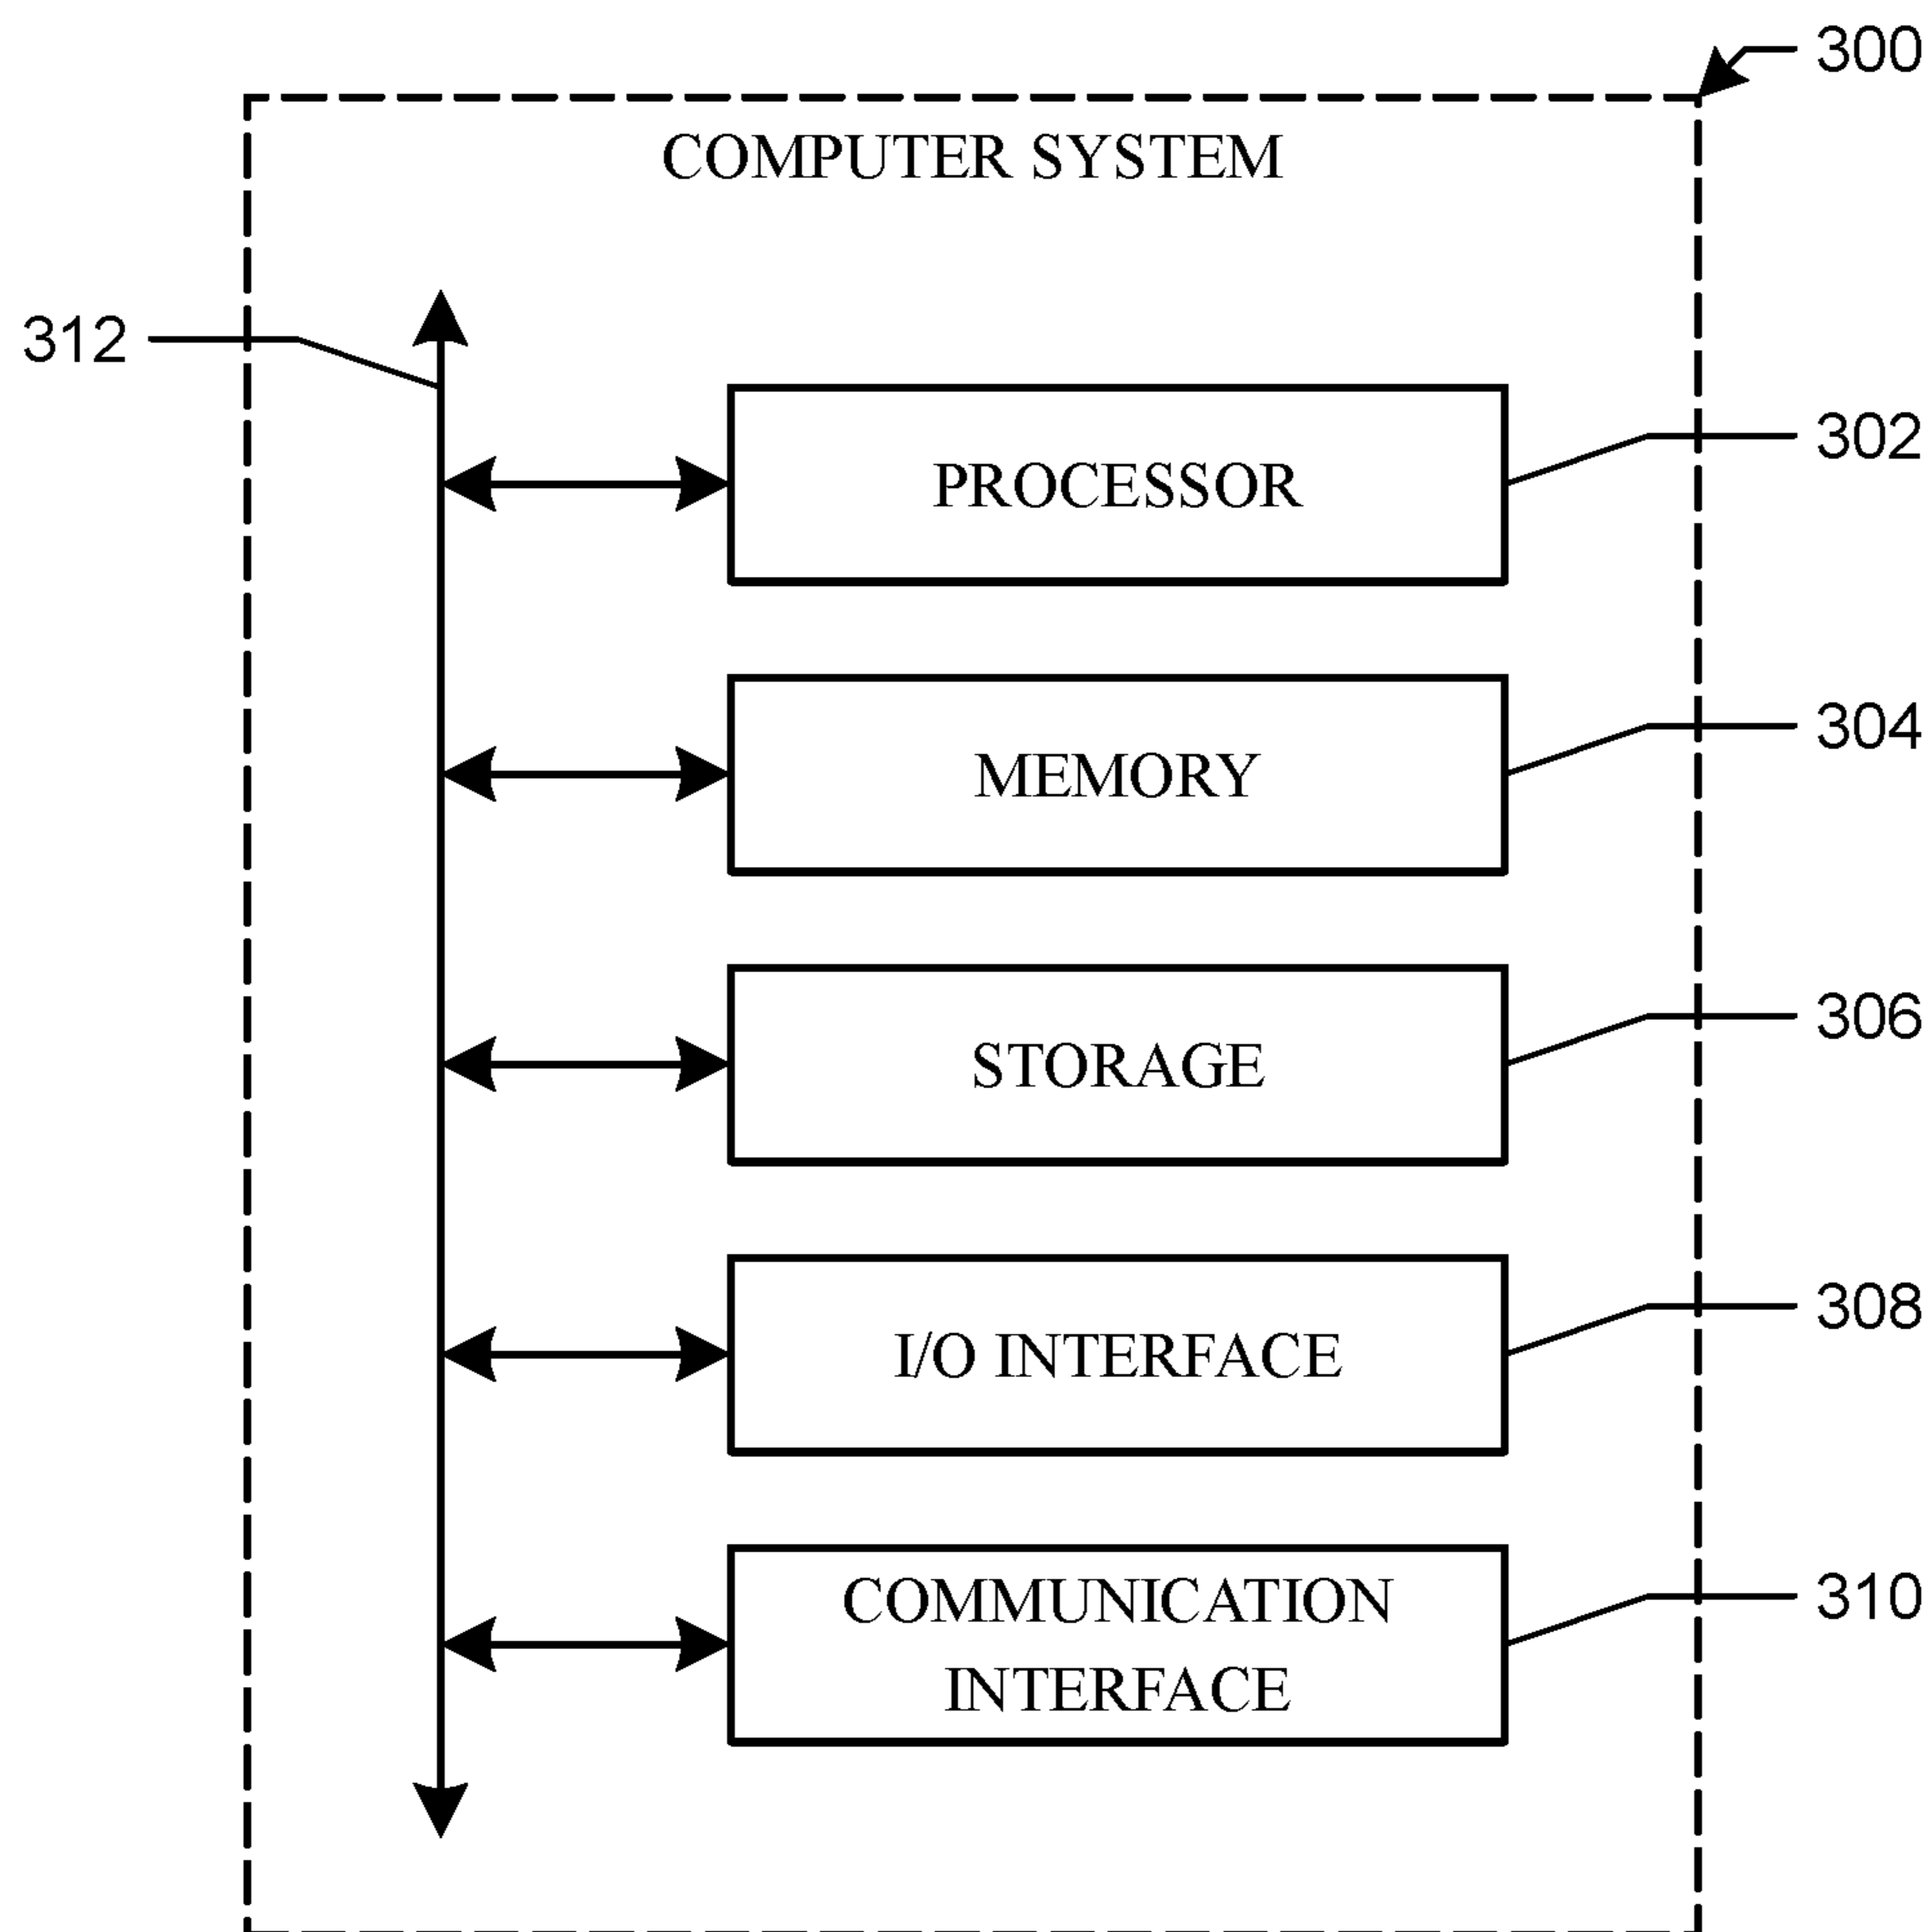 300
COMPUTER SYSTEM
312
302
PROCESSOR
304
MEMORY
306
STORAGE
308
I/O INTERFACE
310
COMMUNICATION
INTERFACE